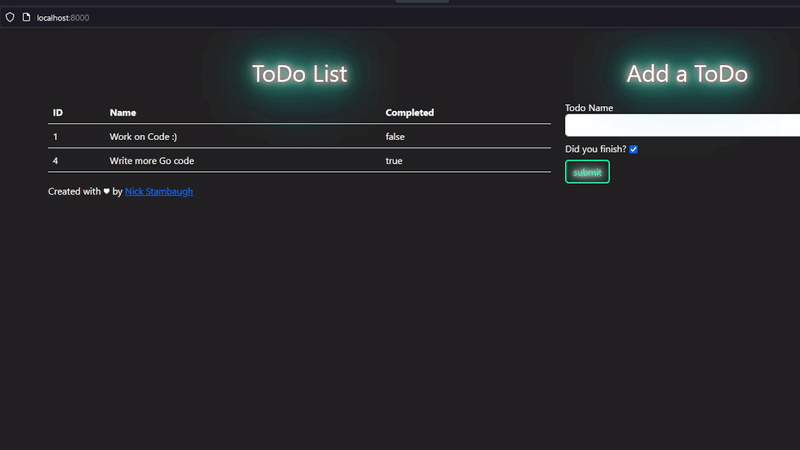 localhost:8000
ToDo List
ID Name Completed
1 Work on Code :) false
4 Write more Go code true
Created with ♥ by Nick Stambaugh
Add a ToDo
Todo Name
Did you finish?
submit